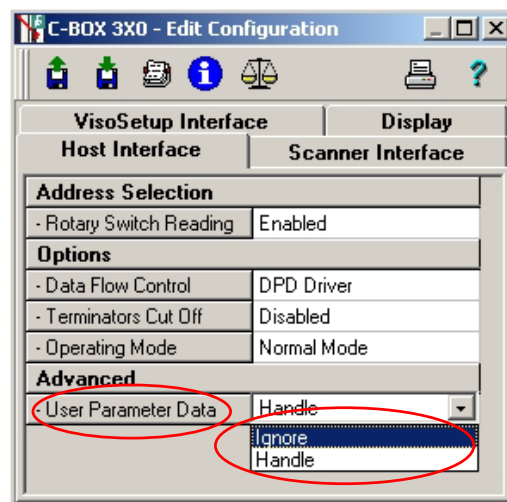 C-BOX 3X0 - Edit Configuration
VisoSetup Interface Display
Host Interface Scanner Interface
Address Selection
- Rotary Switch Reading Enabled
Options
- Data Flow Control DPD Driver
- Terminators Cut Off Disabled
- Operating Mode Normal Mode
Advanced
- User Parameter Data Handle
Ignore
Handle